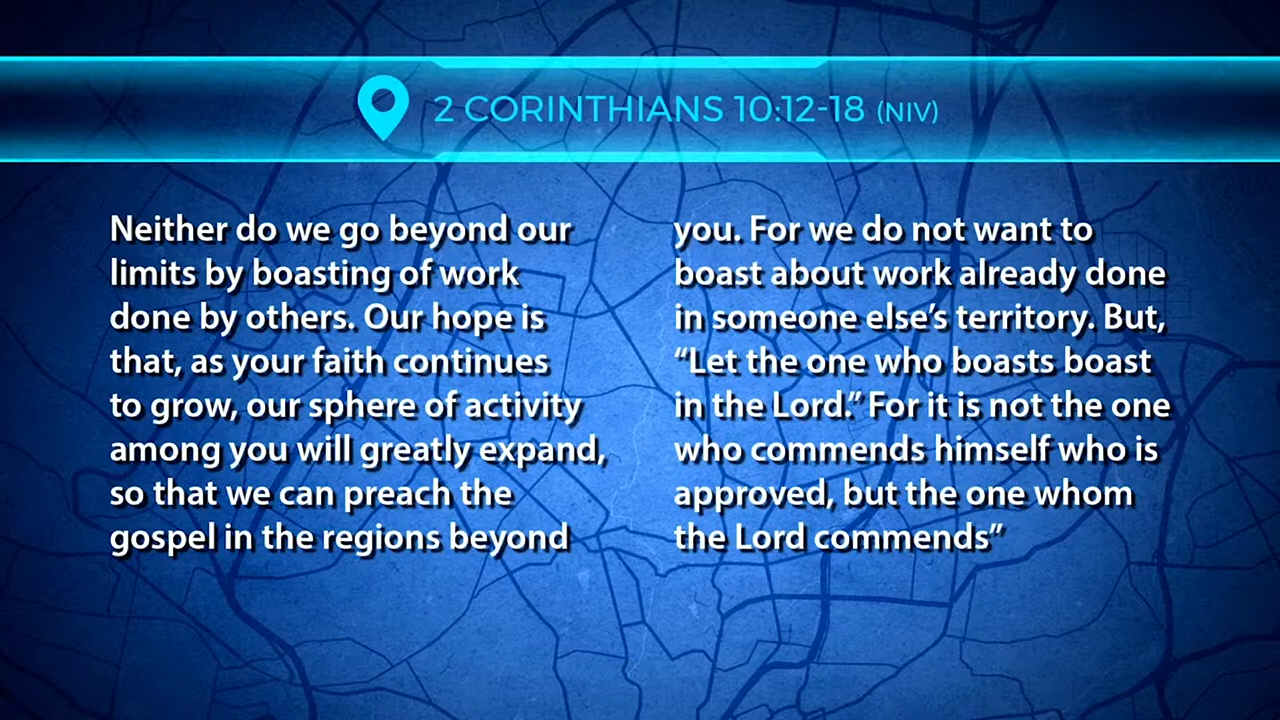 2 CORINTHIANS 10:12-18 (NIV)
Neither do we go beyond our
limits by boasting of work
done by others. Our hope is
that, as your faith continues
to grow, our sphere of activity
among you will greatly expand,
so that we can preach the
gospel in the regions beyond
you. For we do not want to
boast about work already done
in someone else’s territory. But,
“Let the one who boasts boast
in the Lord.” For it is not the one
who commends himself who is
approved, but the one whom
the Lord commends”